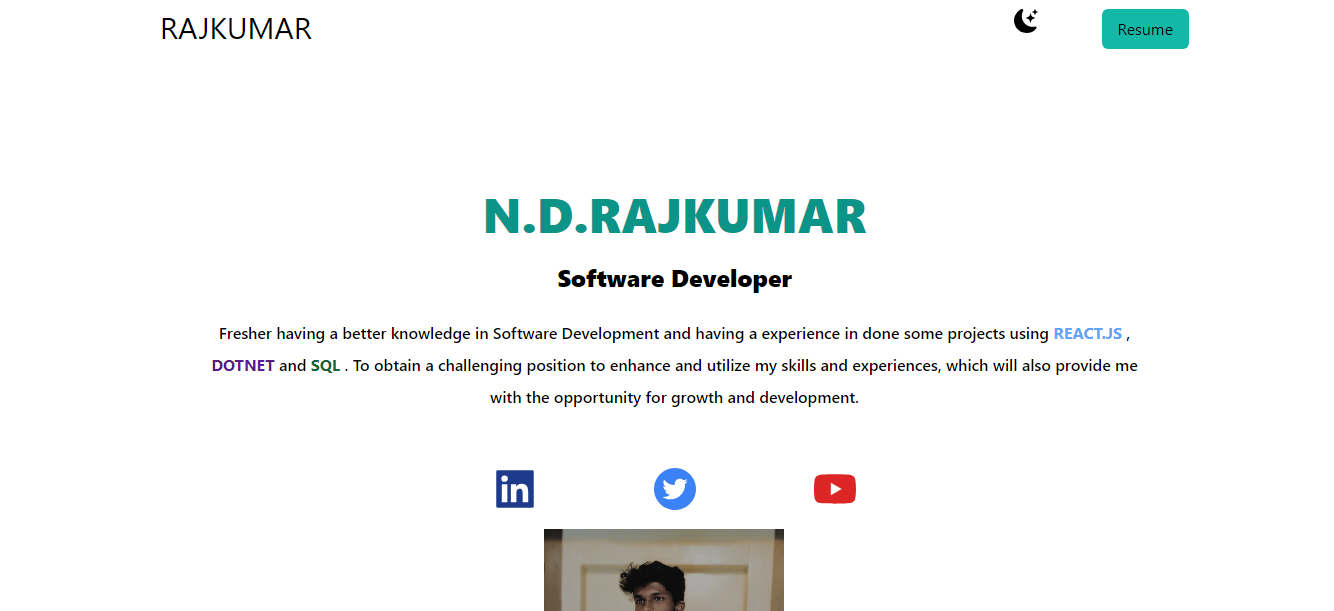 RAJKUMAR
Resume
N.D.RAJKUMAR
Software Developer
Fresher having a better knowledge in Software Development and having a experience in done some projects using REACT.JS ,
DOTNET and SQL . To obtain a challenging position to enhance and utilize my skills and experiences, which will also provide me
with the opportunity for growth and development.
in